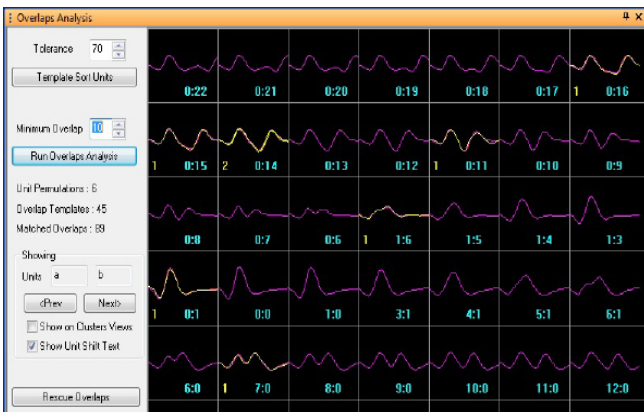 Overlaps Analysis
Tolerance 70
Template Sort Units
Minimum Overlap 10
Run Overlaps Analysis
Unit Permutations : 6
Overlap Templates : 45
Matched Overlaps : 89
Showing
Units a b
<Prev Next>
Show on Clusters Views
Show Unit Shift Text
Rescue Overlaps
0:22 0:21 0:20 0:19 0:18 0:17 1 0:16
1 0:15 2 0:14 0:13 0:12 1 0:11 0:10 0:9
0:8 0:7 0:6 1 1:6 1:5 1:4 1:3
1 0:1 0:0 1:0 3:1 4:1 5:1 6:1
6:0 1 7:0 8:0 9:0 10:0 11:0 12:0